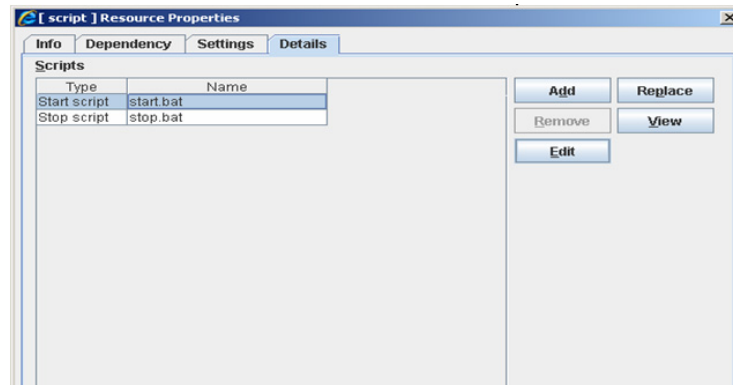 [ script ] Resource Properties
Info Dependency Settings Details
Scripts
Type Name
Start script start.bat
Stop script stop.bat
Add Replace
Remove View
Edit